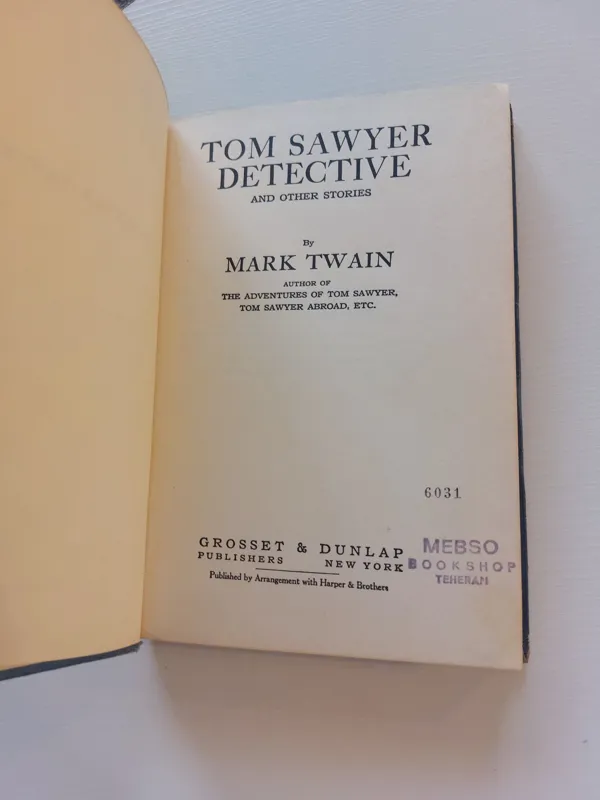 TOM SAWYER
DETECTIVE
AND OTHER STORIES
By
MARK TWAIN
AUTHOR OF
THE ADVENTURES OF TOM SAWYER,
TOM SAWYER ABROAD, ETC.
6031
GROSSET & DUNLAP
PUBLISHERS NEW YORK
Published by Arrangement with Harper & Brothers
MEBSO
BOOKSHOP
TEHERAN